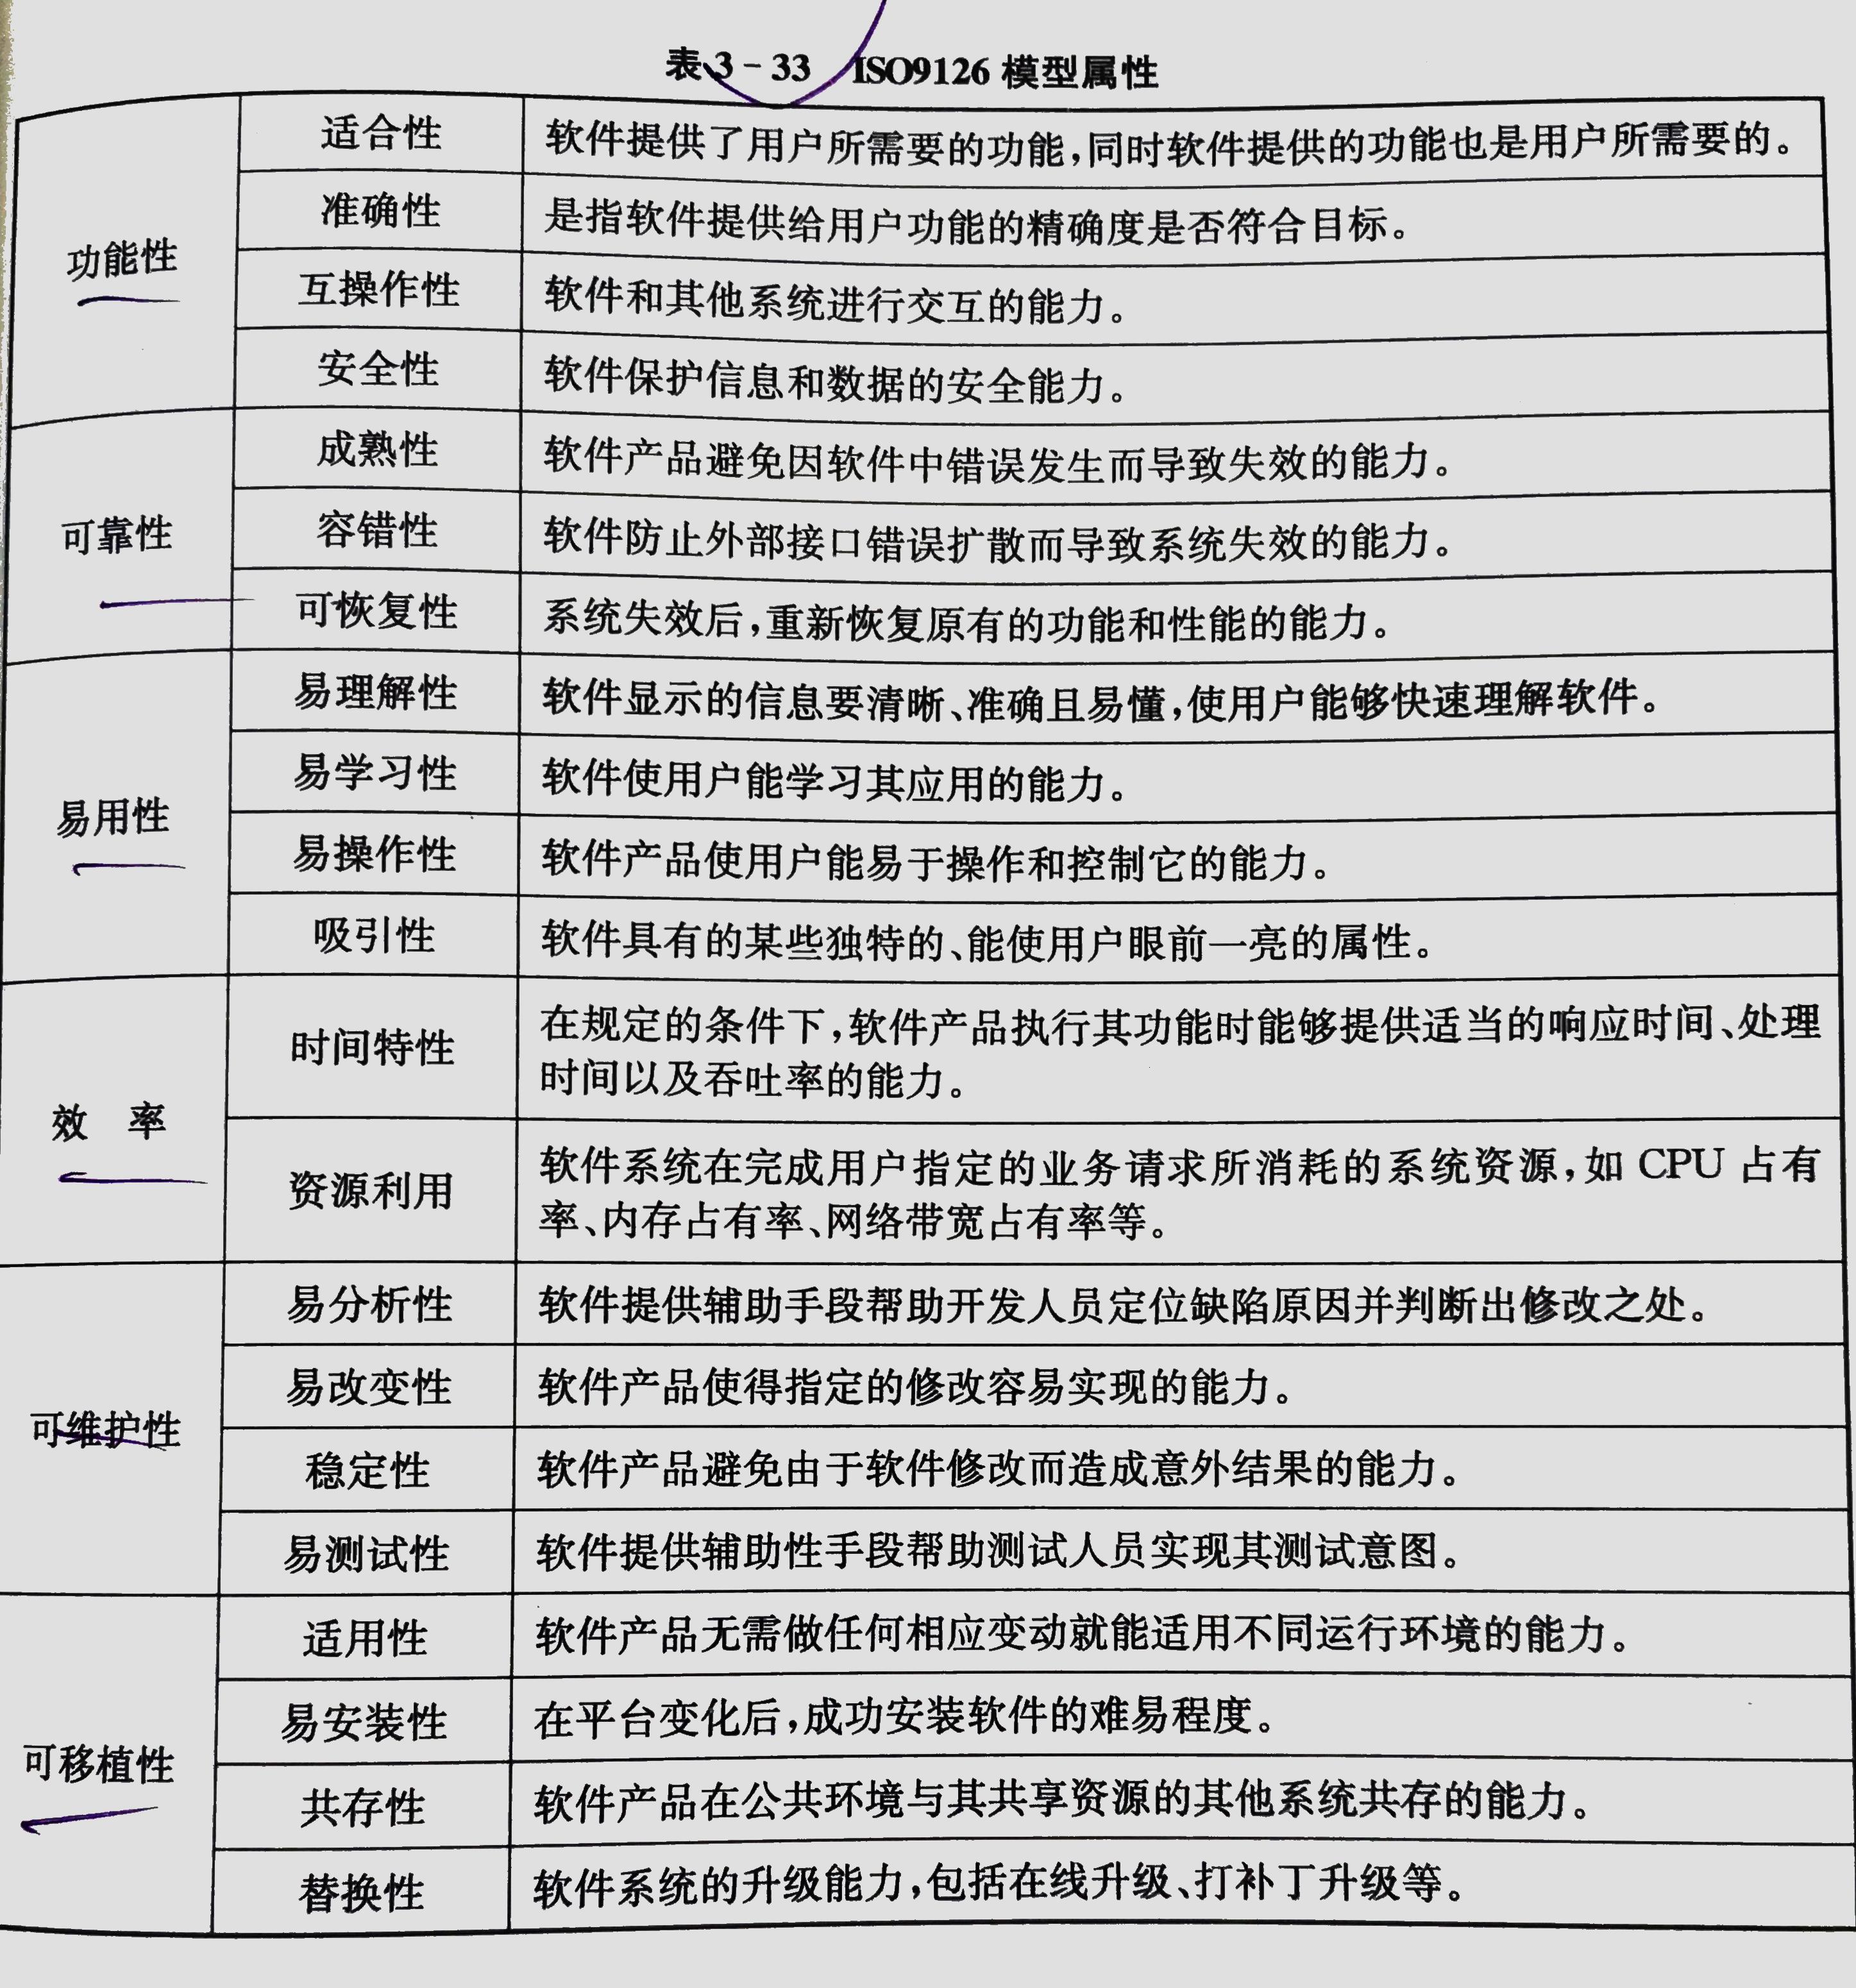 表3-33 ISO9126 模型属性
功能性
适合性 软件提供了用户所需要的功能,同时软件提供的功能也是用户所需要的。
准确性 是指软件提供给用户功能的精确度是否符合目标。
互操作性 软件和其他系统进行交互的能力。
安全性 软件保护信息和数据的安全能力。
可靠性
成熟性 软件产品避免因软件中错误发生而导致失效的能力。
容错性 软件防止外部接口错误扩散而导致系统失效的能力。
可恢复性 系统失效后,重新恢复原有的功能和性能的能力。
易用性
易理解性 软件显示的信息要清晰、准确且易懂,使用户能够快速理解软件。
易学习性 软件使用户能学习其应用的能力。
易操作性 软件产品使用户能易于操作和控制它的能力。
吸引性 软件具有的某些独特的、能使用户眼前一亮的属性。
效 率
时间特性 在规定的条件下,软件产品执行其功能时能够提供适当的响应时间、处理
时间以及吞吐率的能力。
资源利用 软件系统在完成用户指定的业务请求所消耗的系统资源,如 CPU 占有
率、内存占有率、网络带宽占有率等。
可维护性
易分析性 软件提供辅助手段帮助开发人员定位缺陷原因并判断出修改之处。
易改变性 软件产品使得指定的修改容易实现的能力。
稳定性 软件产品避免由于软件修改而造成意外结果的能力。
易测试性 软件提供辅助性手段帮助测试人员实现其测试意图。
可移植性
适用性 软件产品无需做任何相应变动就能适用不同运行环境的能力。
易安装性 在平台变化后,成功安装软件的难易程度。
共存性 软件产品在公共环境与其共享资源的其他系统共存的能力。
替换性 软件系统的升级能力,包括在线升级、打补丁升级等。